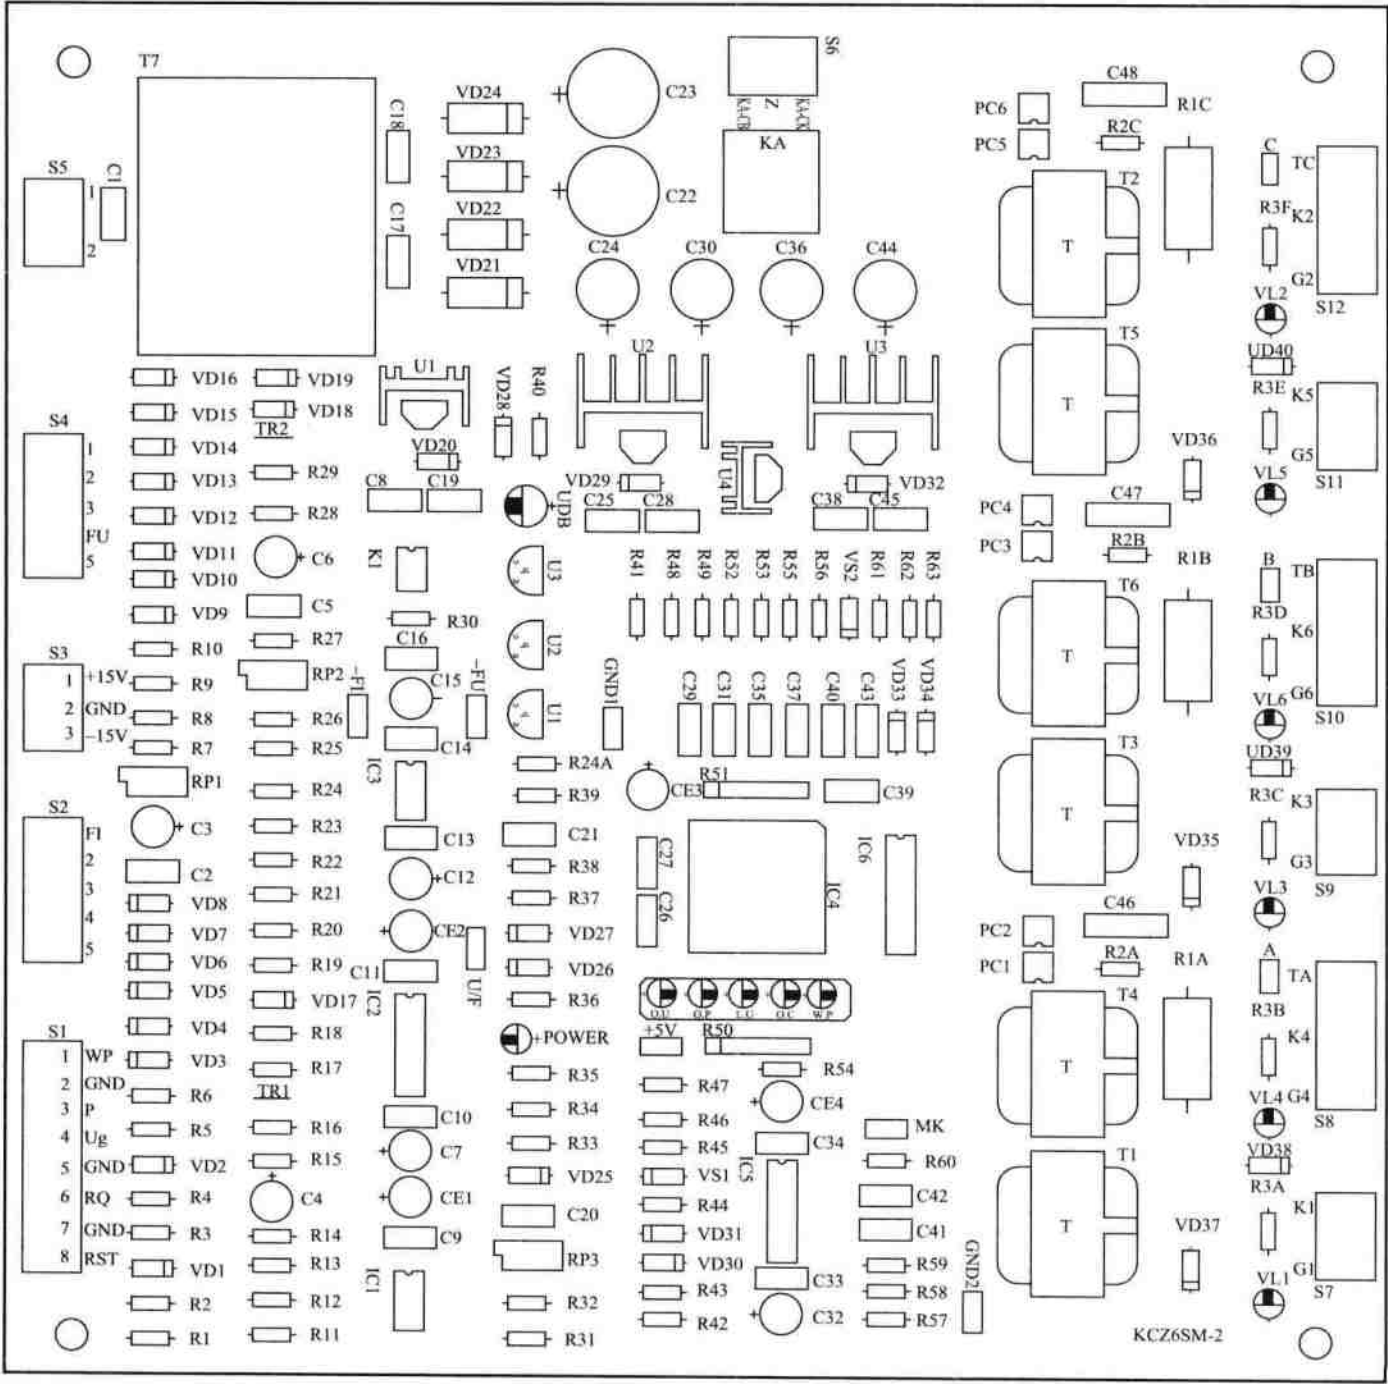 T7
S6
C48
C23
VD24
C18
PC6
R1C
KA-CB
Z
KA-CK
R2C
KA
PC5
C
TC
S5
C1
VD23
T2
1
C22
R3F
K2
VD22
C17
2
C24
C30
C36
C44
T
VD21
G2
VL2
S12
T5
U2
U3
U1
UD40
VD16
VD19
VD28
R40
R3E
K5
VD15
VD18
T
S4
TR2
VD14
VD20
VD36
1
G5
VD13
R29
C8
C19
VD29
U4
VD32
VL5
S11
2
C25
C28
C38
C45
C47
3
VD12
R28
UDB
PC4
FU
R2B
5
VD11
C6
K1
U3
PC3
R1B
B
TB
VD10
R41
R48
R49
R52
R53
R55
R56
VS2
R61
R62
R63
T6
VD9
C5
R30
R3D
K6
R10
R27
C16
U2
S3
T
1
+15V
R9
RP2
-FI
C15
-FU
GND1
C29
C31
C35
C37
C40
C43
VD33
VD34
G6
2
GND
R8
R26
U1
VL6
S10
3
-15V
R7
R25
C14
T3
UD39
RP1
R24
IC3
R24A
R51
R39
CE3
C39
R3C
K3
S2
C3
R23
T
FI
C13
C21
C27
IC6
VD35
2
C2
R22
R38
G3
3
VD8
R21
C12
R37
C26
IC4
VL3
S9
4
VD7
R20
CE2
VD27
C46
5
VD6
R19
C11
U/F
VD26
PC2
R2A
VD5
VD17
IC2
R36
O.U
O.P
L.U
O.C
W.P
PC1
R1A
A
TA
S1
VD4
R18
+POWER
+5V
R50
T4
R3B
K4
1
WP
VD3
R17
R35
R54
T
2
GND
R6
TR1
R47
CE4
G4
3
P
R34
R46
MK
VL4
S8
4
Ug
R5
R16
C10
R33
R45
C34
T1
VD38
5
GND
VD2
R15
C7
VD25
VS1
IC5
R60
R3A
6
RQ
R4
C4
CE1
R44
C42
K1
7
GND
R3
R14
C9
C20
VD31
C41
T
VD37
8
RST
VD1
R13
RP3
VD30
R59
GND2
G1
R2
R12
IC1
R32
R43
C33
R58
VL1
S7
R1
R11
R31
R42
C32
R57
KCZ6SM-2